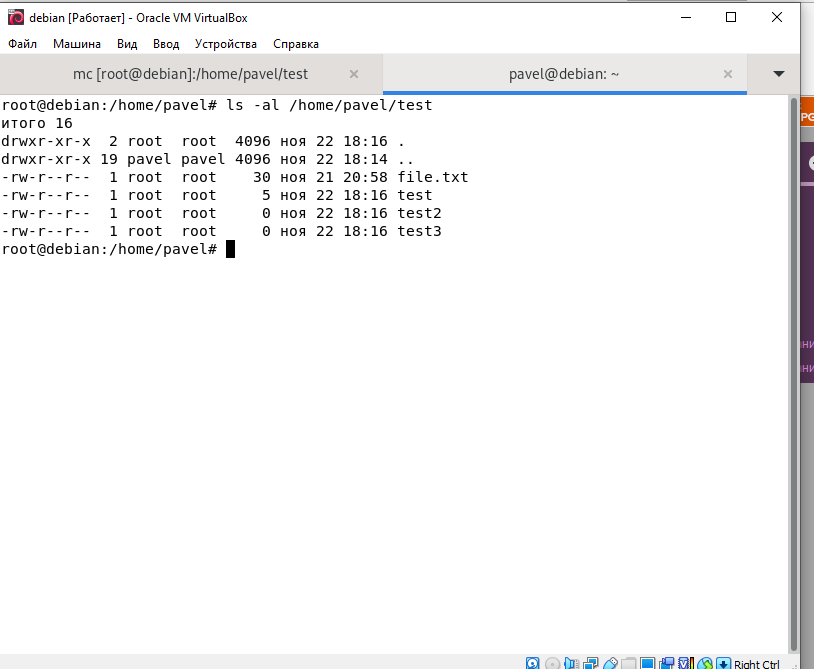 debian [Работает] - Oracle VM VirtualBox
Файл Машина Вид Ввод Устройства Справка
mc [root@debian]:/home/pavel/test × pavel@debian: ~ ×
root@debian:/home/pavel# ls -al /home/pavel/test
итого 16
drwxr-xr-x  2 root  root  4096 ноя 22 18:16 .
drwxr-xr-x 19 pavel pavel 4096 ноя 22 18:14 ..
-rw-r--r--  1 root  root    30 ноя 21 20:58 file.txt
-rw-r--r--  1 root  root     5 ноя 22 18:16 test
-rw-r--r--  1 root  root     0 ноя 22 18:16 test2
-rw-r--r--  1 root  root     0 ноя 22 18:16 test3
root@debian:/home/pavel#
Right Ctrl